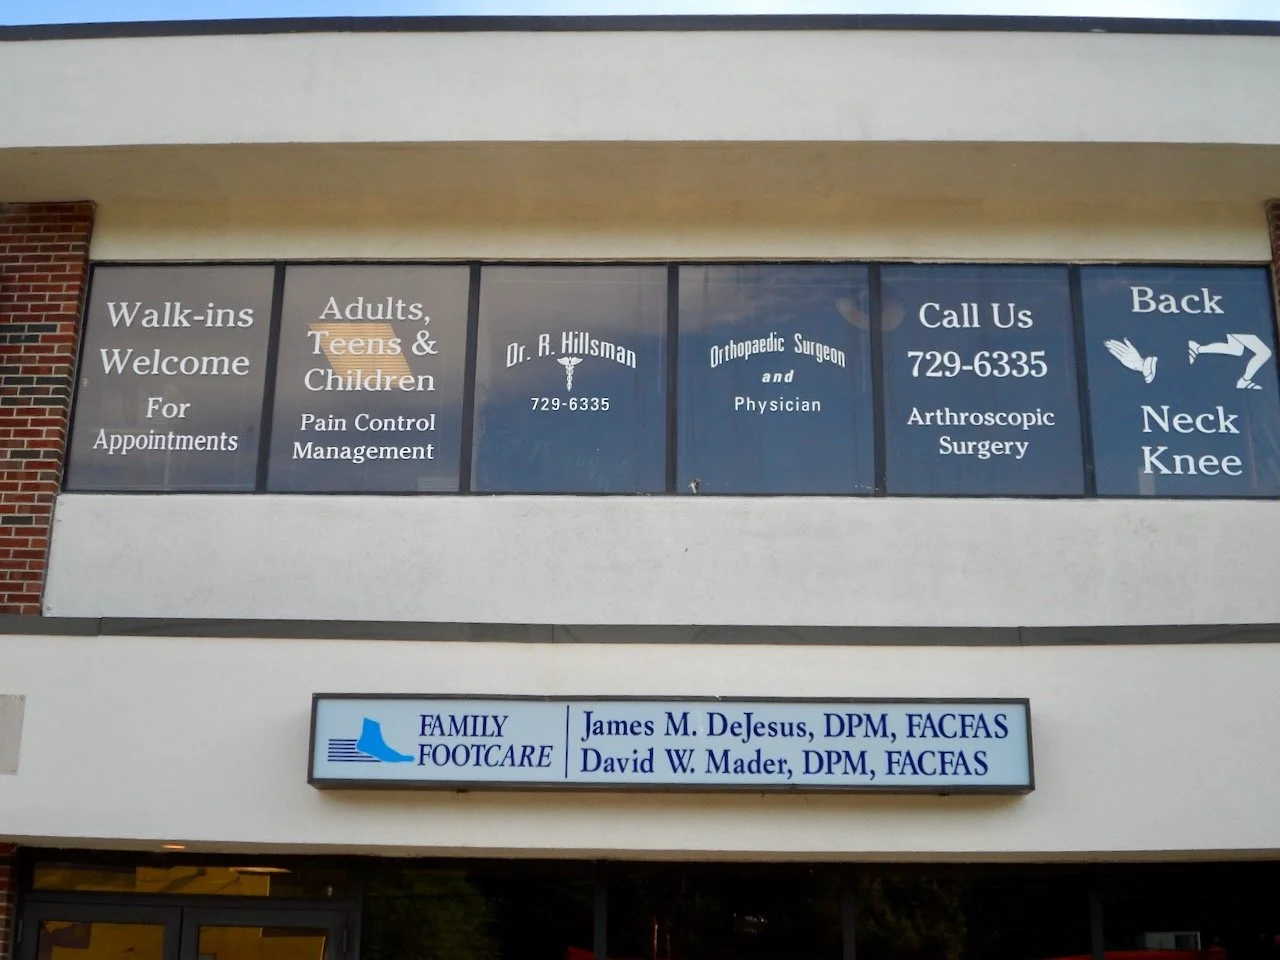 Walk-ins
Welcome
For
Appointments
Adults,
Teens &
Children
Pain Control
Management
Dr. R. Hillsman
729-6335
Orthopaedic Surgeon
and
Physician
Call Us
729-6335
Arthroscopic
Surgery
Back
Neck
Knee
FAMILY
FOOTCARE
James M. DeJesus, DPM, FACFAS
David W. Mader, DPM, FACFAS